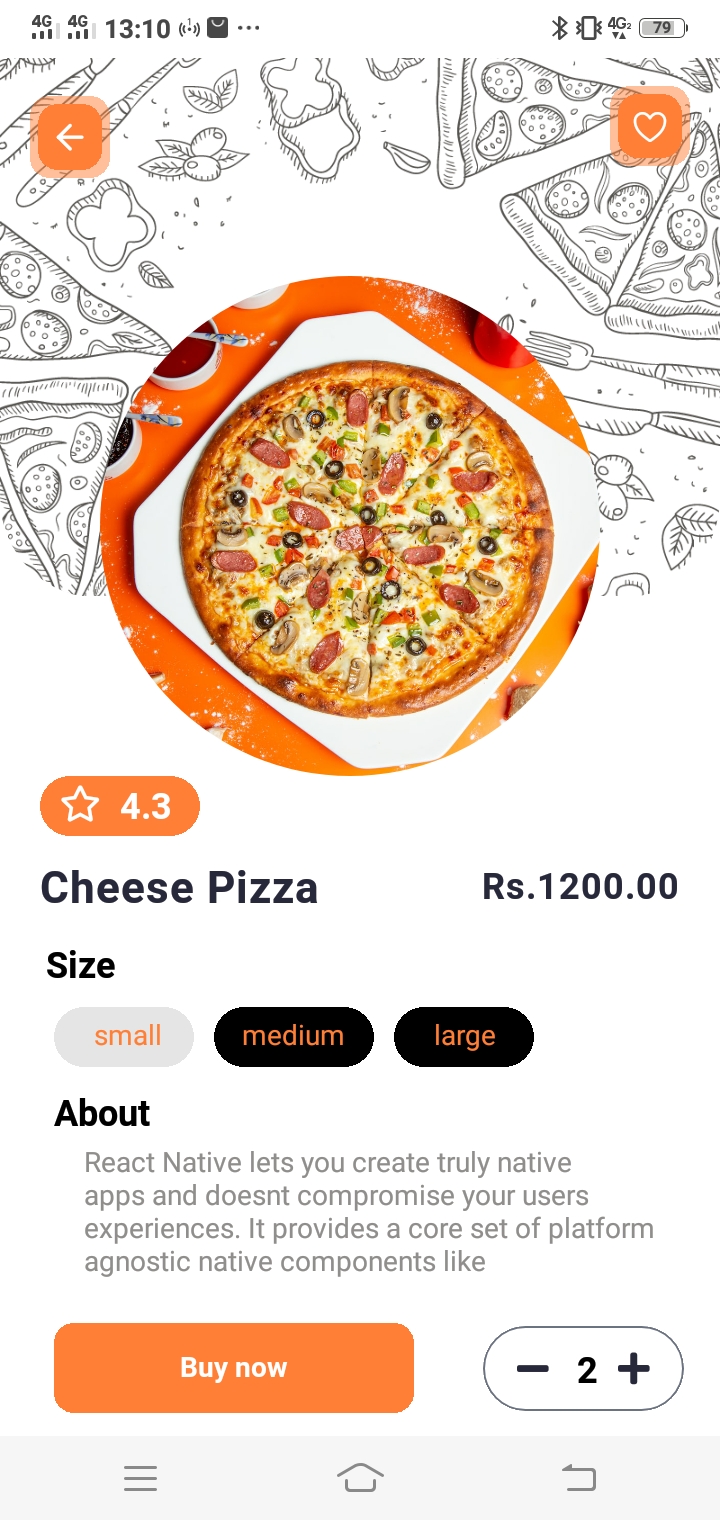 4G 4G 13:10 4G2 79
4.3
Cheese Pizza Rs.1200.00
Size
small medium large
About
React Native lets you create truly native
apps and doesnt compromise your users
experiences. It provides a core set of platform
agnostic native components like
Buy now 2